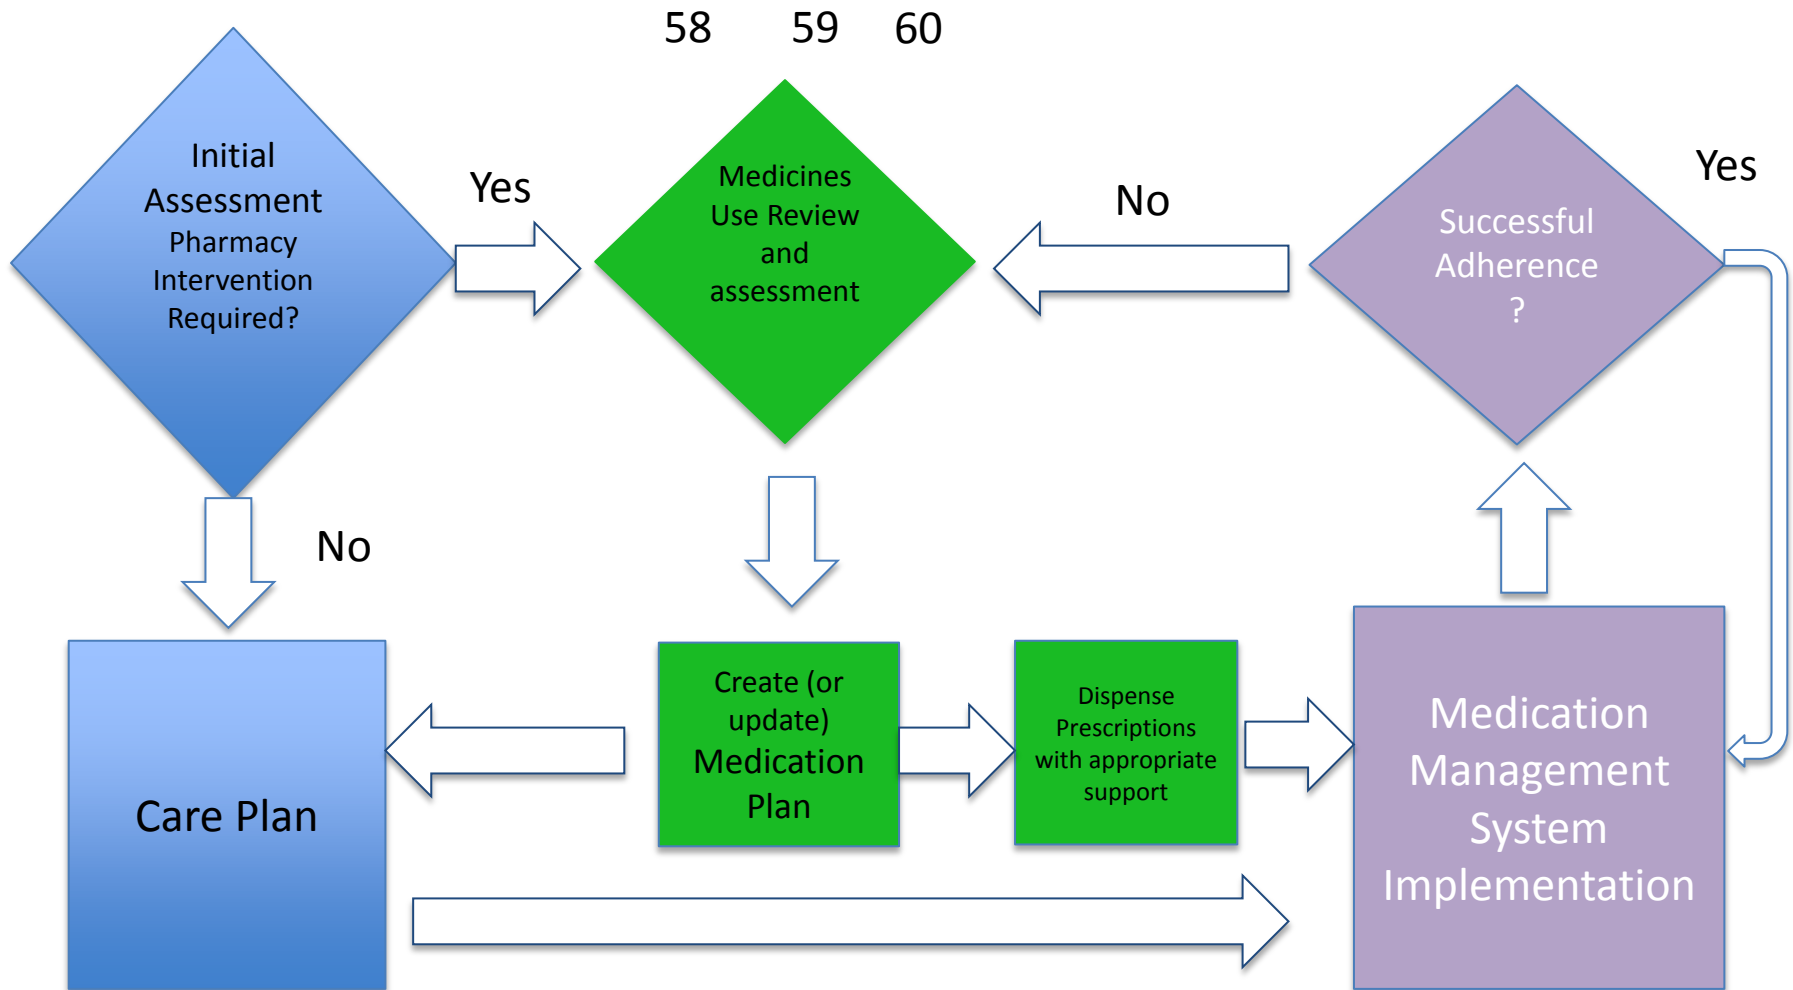 58 59 60
Initial
Assessment
Pharmacy
Intervention
Required?
Yes
Medicines
Use Review
and
assessment
No
Successful
Adherence
?
Yes
No
Care Plan
Create (or
update)
Medication
Plan
Dispense
Prescriptions
with appropriate
support
Medication
Management
System
Implementation